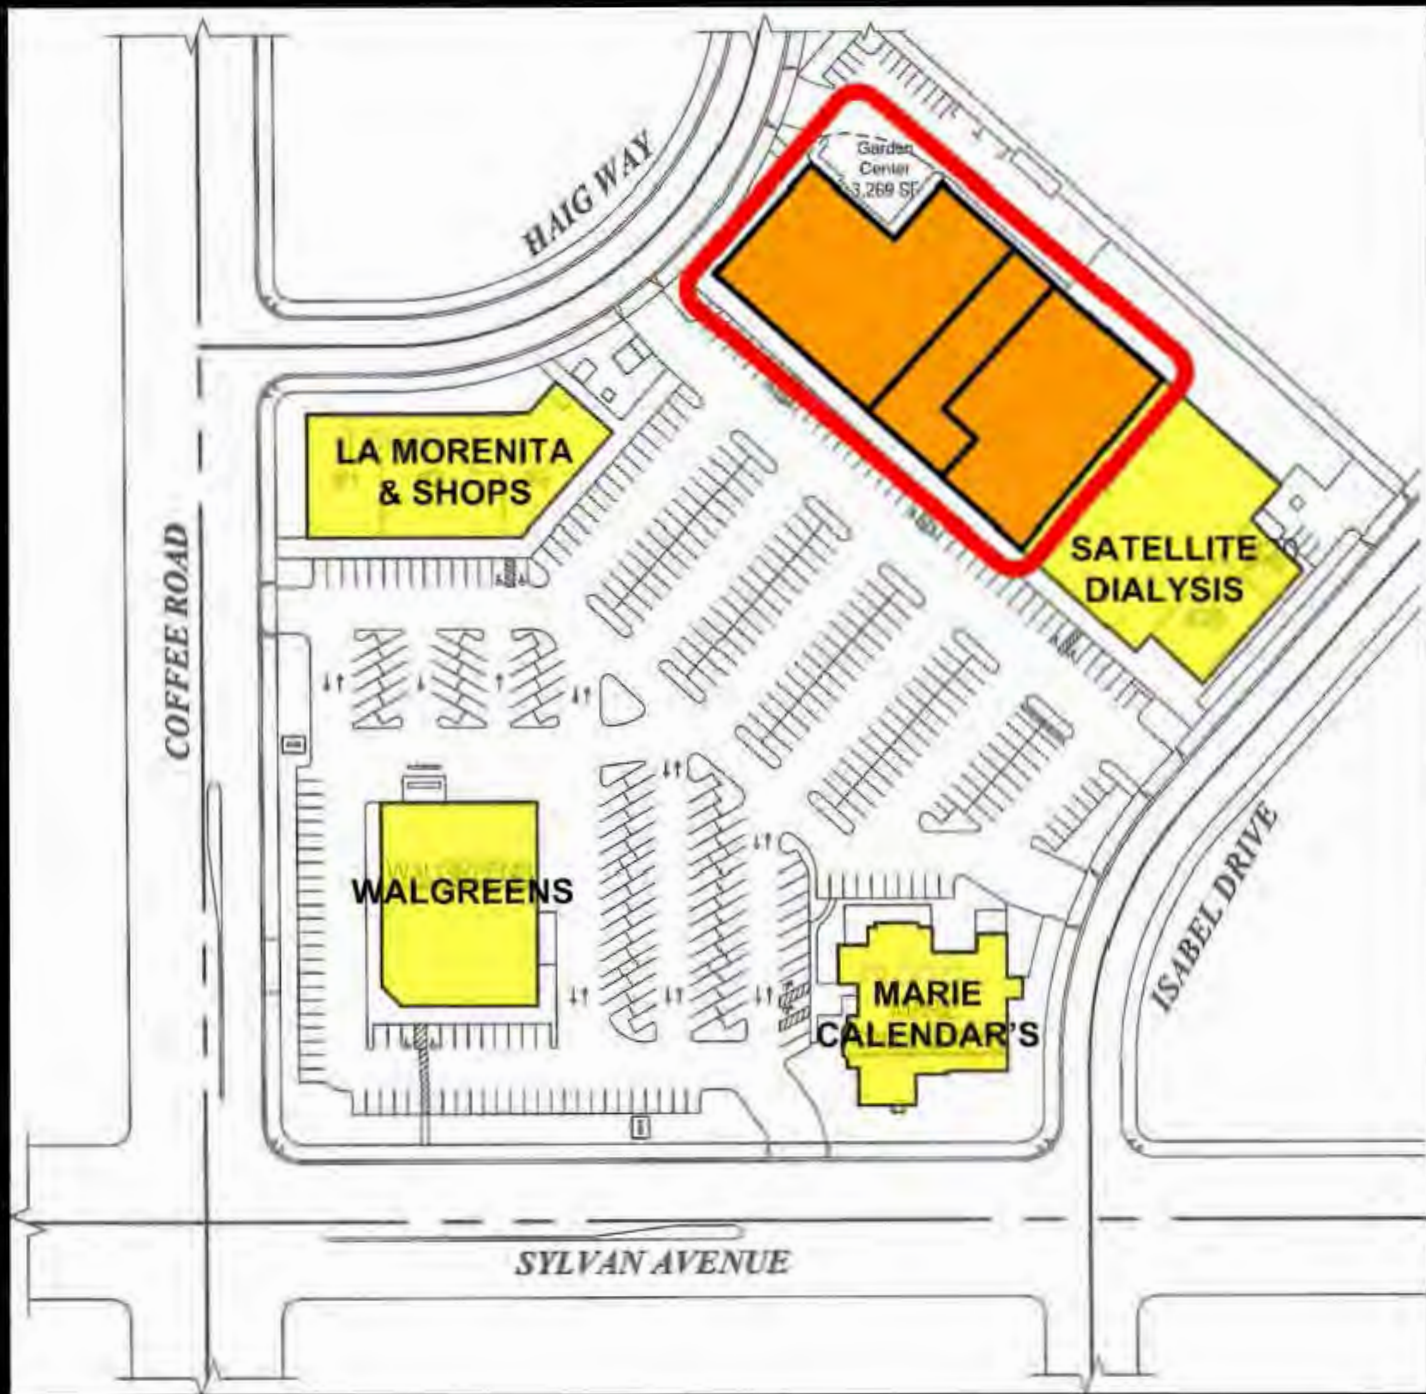 HAIG WAY
Garden
Center
3,269 SF
LA MORENITA
& SHOPS
COFFEE ROAD
SATELLITE
DIALYSIS
WALGREENS
ISABEL DRIVE
MARIE
CALENDAR'S
SYLVAN AVENUE